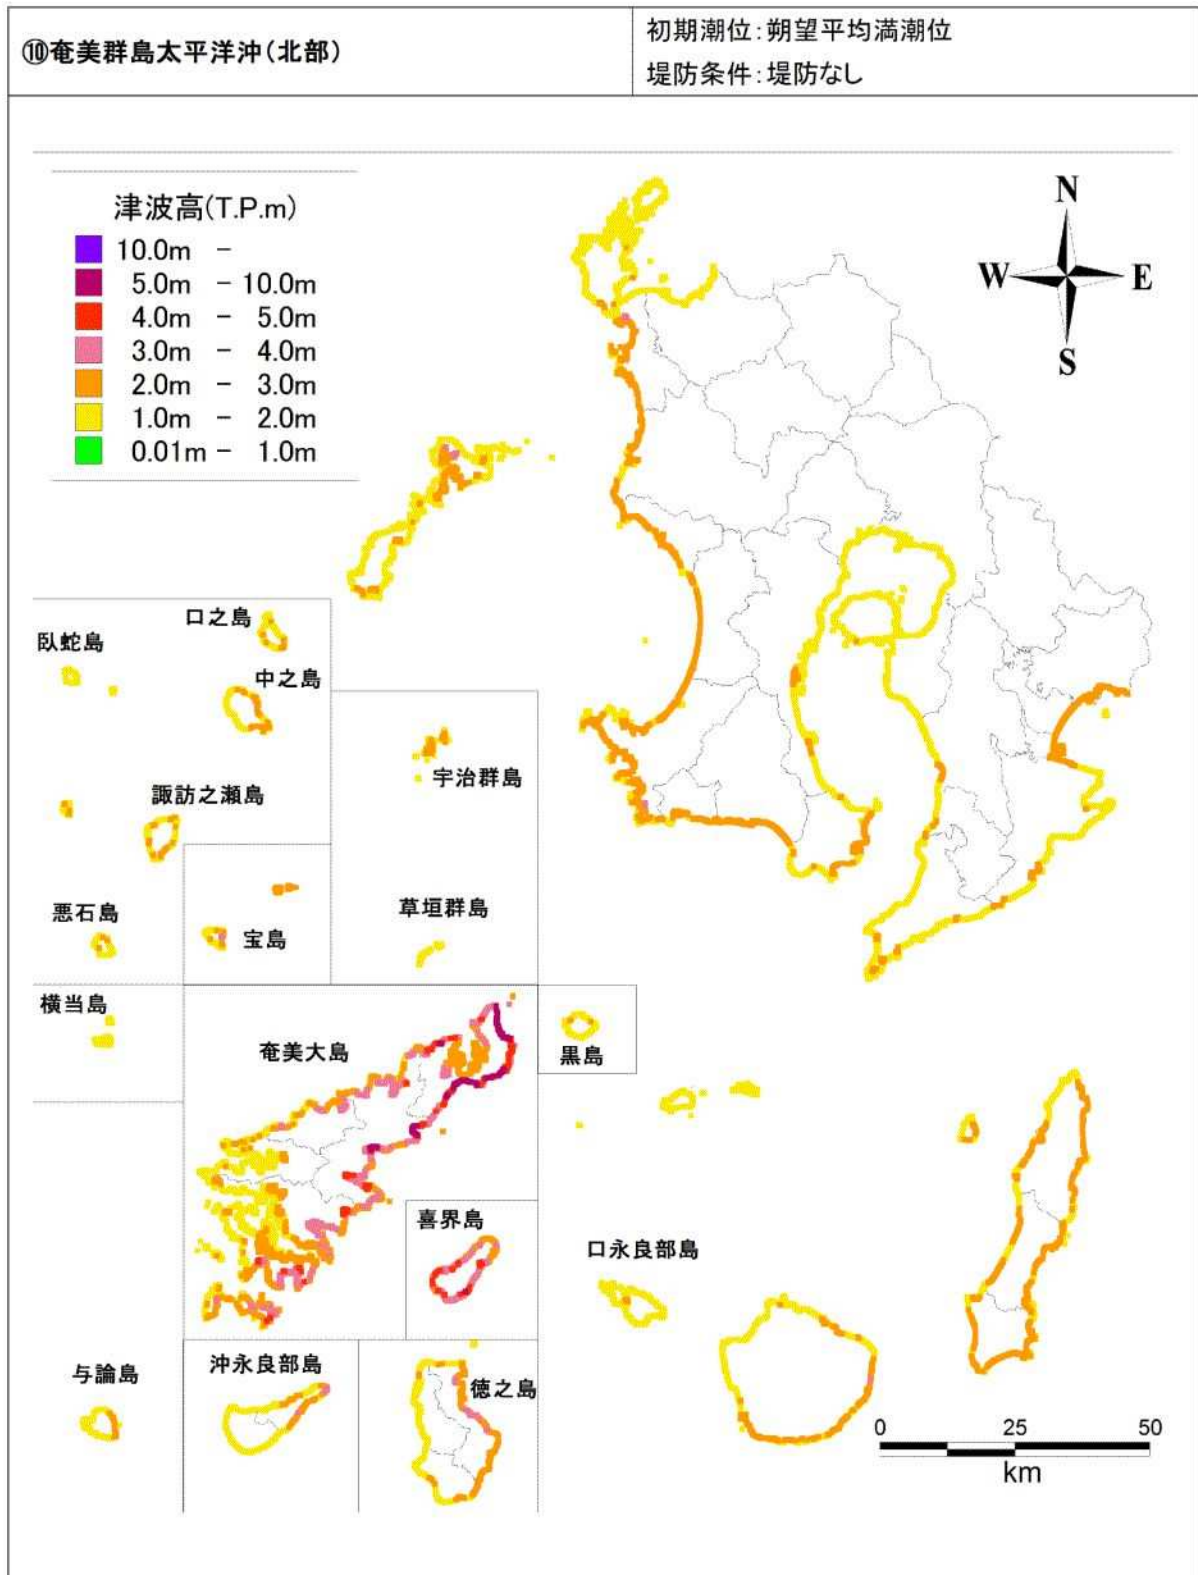 ⑩奄美群島太平洋沖(北部)
初期潮位:朔望平均満潮位
堤防条件:堤防なし
津波高(T.P.m)
10.0m -
5.0m - 10.0m
4.0m - 5.0m
3.0m - 4.0m
2.0m - 3.0m
1.0m - 2.0m
0.01m - 1.0m
N
W E
S
口之島
臥蛇島
中之島
宇治群島
諏訪之瀬島
悪石島
宝島
草垣群島
横当島
奄美大島
黒島
喜界島
口永良部島
与論島
沖永良部島
徳之島
0 25 50
km